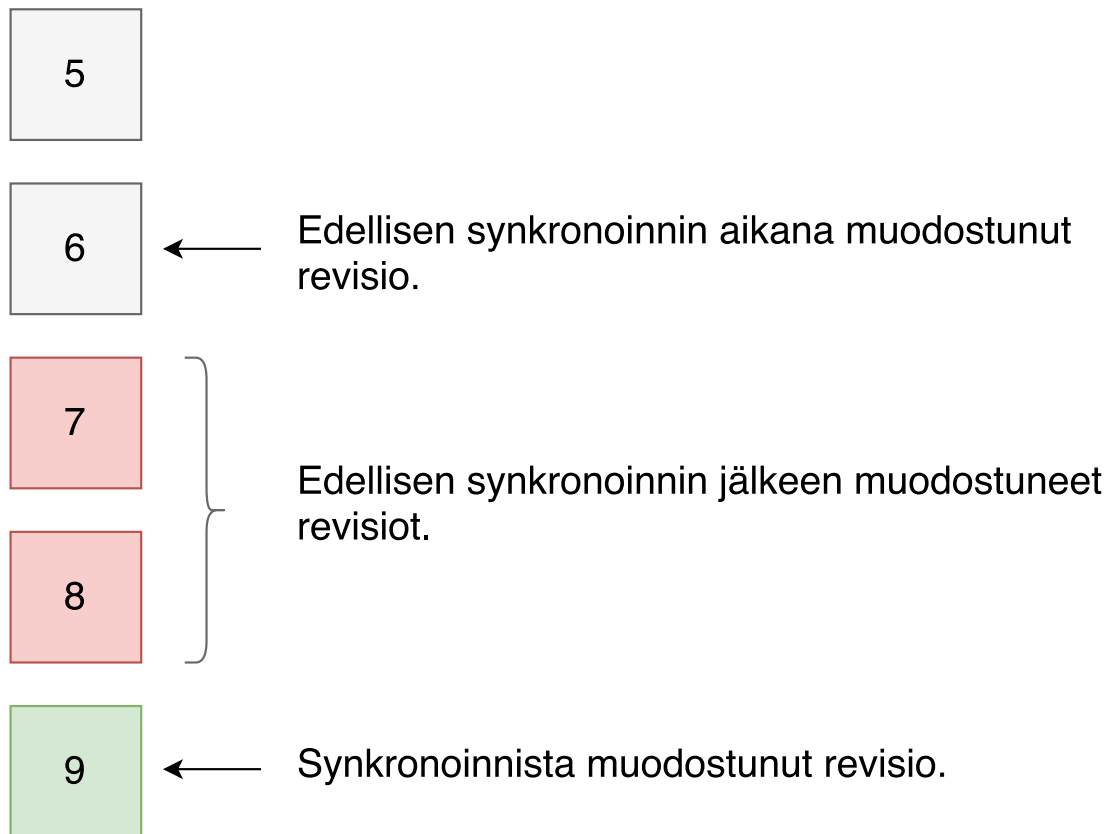 5
6
Edellisen synkronoinnin aikana muodostunut
revisio.
7
Edellisen synkronoinnin jälkeen muodostuneet
revisiot.
8
9
Synkronoinnista muodostunut revisio.